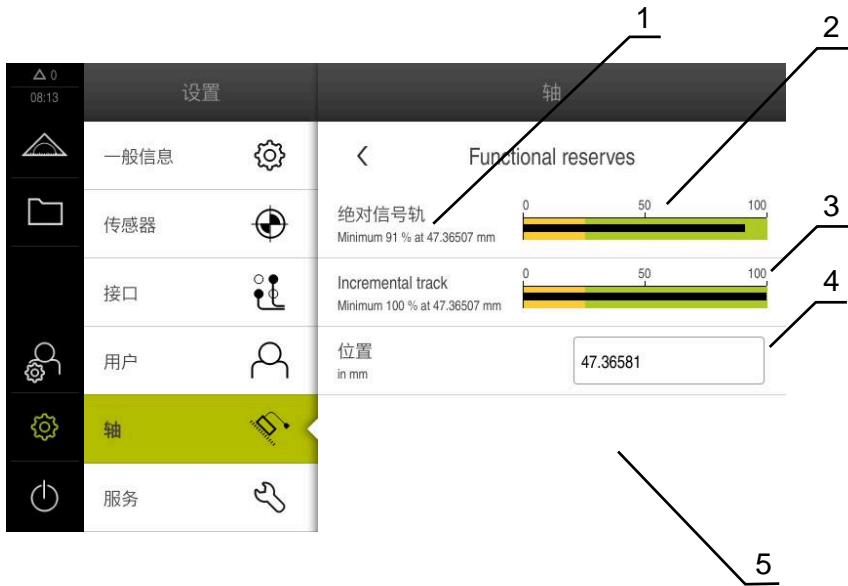 1
2
△ 0
08:13
设置
轴
一般信息
Functional reserves
绝对信号轨
Minimum 91 % at 47.36507 mm
0 50 100
3
传感器
接口
Incremental track
Minimum 100 % at 47.36507 mm
0 50 100
4
用户
位置
in mm
47.36581
轴
服务
5